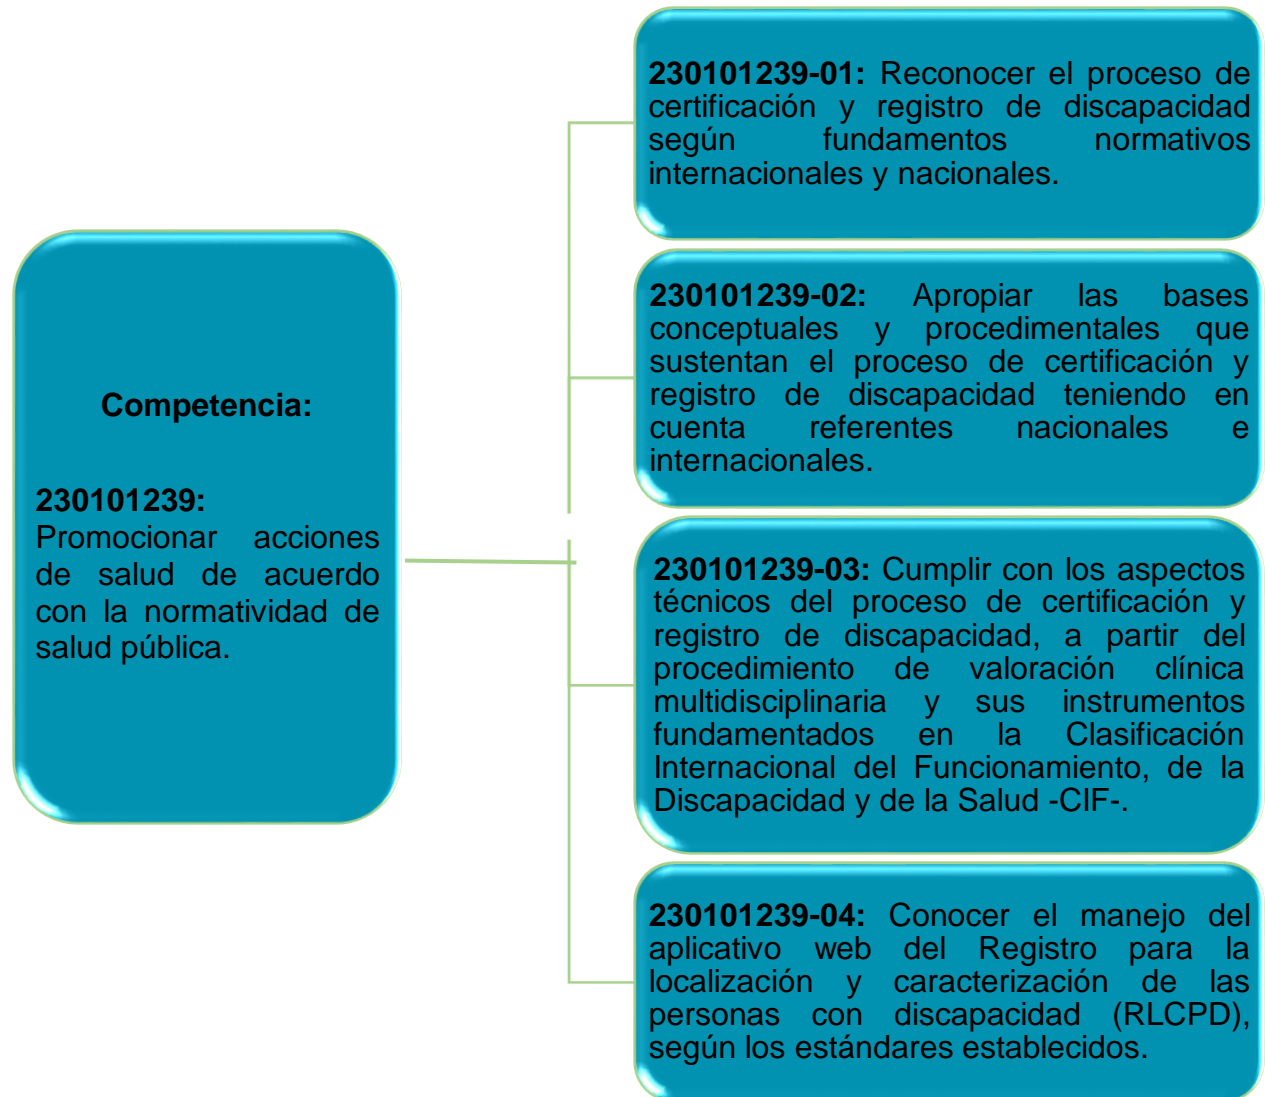 Competencia:
230101239:
Promocionar acciones
de salud de acuerdo
con la normatividad de
salud pública.
230101239-01: Reconocer el proceso de
certificación y registro de discapacidad
según fundamentos normativos
internacionales y nacionales.
230101239-02: Apropiar las bases
conceptuales y procedimentales que
sustentan el proceso de certificación y
registro de discapacidad teniendo en
cuenta referentes nacionales e
internacionales.
230101239-03: Cumplir con los aspectos
técnicos del proceso de certificación y
registro de discapacidad, a partir del
procedimiento de valoración clínica
multidisciplinaria y sus instrumentos
fundamentados en la Clasificación
Internacional del Funcionamiento, de la
Discapacidad y de la Salud -CIF-.
230101239-04: Conocer el manejo del
aplicativo web del Registro para la
localización y caracterización de las
personas con discapacidad (RLCPD),
según los estándares establecidos.